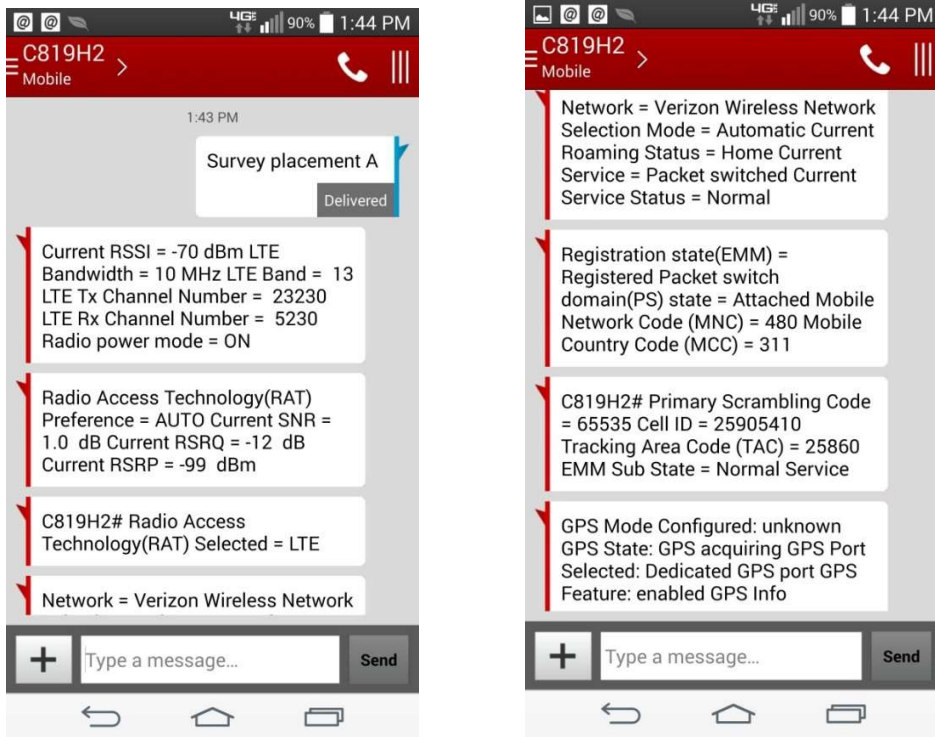 4G 90% 1:44 PM
C819H2
Mobile
1:43 PM
Survey placement A
Delivered
Current RSSI = -70 dBm LTE
Bandwidth = 10 MHz LTE Band = 13
LTE Tx Channel Number = 23230
LTE Rx Channel Number = 5230
Radio power mode = ON
Radio Access Technology(RAT)
Preference = AUTO Current SNR =
1.0 dB Current RSRQ = -12 dB
Current RSRP = -99 dBm
C819H2# Radio Access
Technology(RAT) Selected = LTE
Network = Verizon Wireless Network
Type a message...
Send
4G 90% 1:44 PM
C819H2
Mobile
Network = Verizon Wireless Network
Selection Mode = Automatic Current
Roaming Status = Home Current
Service = Packet switched Current
Service Status = Normal
Registration state(EMM) =
Registered Packet switch
domain(PS) state = Attached Mobile
Network Code (MNC) = 480 Mobile
Country Code (MCC) = 311
C819H2# Primary Scrambling Code
= 65535 Cell ID = 25905410
Tracking Area Code (TAC) = 25860
EMM Sub State = Normal Service
GPS Mode Configured: unknown
GPS State: GPS acquiring GPS Port
Selected: Dedicated GPS port GPS
Feature: enabled GPS Info
Type a message...
Send